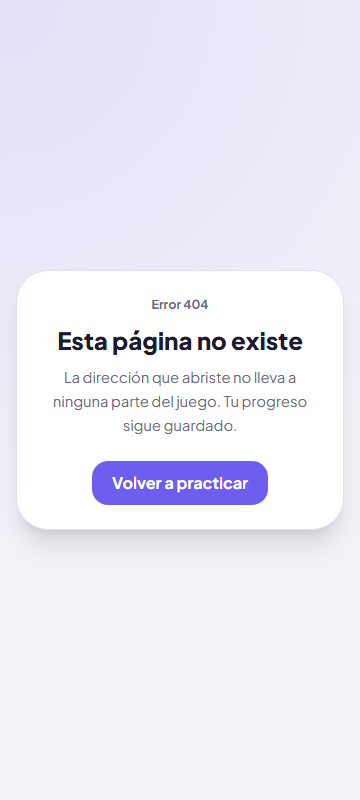 Error 404
Esta página no existe
La dirección que abriste no lleva a
ninguna parte del juego. Tu progreso
sigue guardado.
Volver a practicar